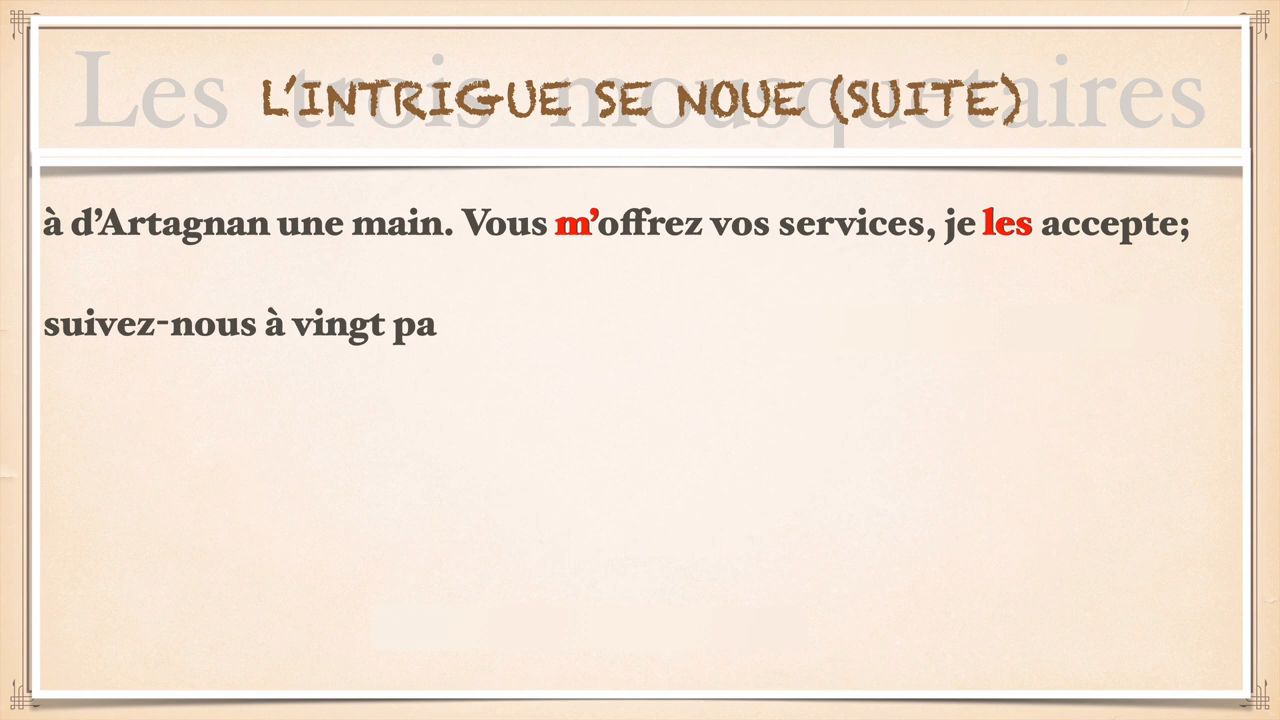 Les trois mousquetaires
L'INTRIGUE SE NOUE (SUITE)
à d’Artagnan une main. Vous m’offrez vos services, je les accepte;
suivez-nous à vingt pa